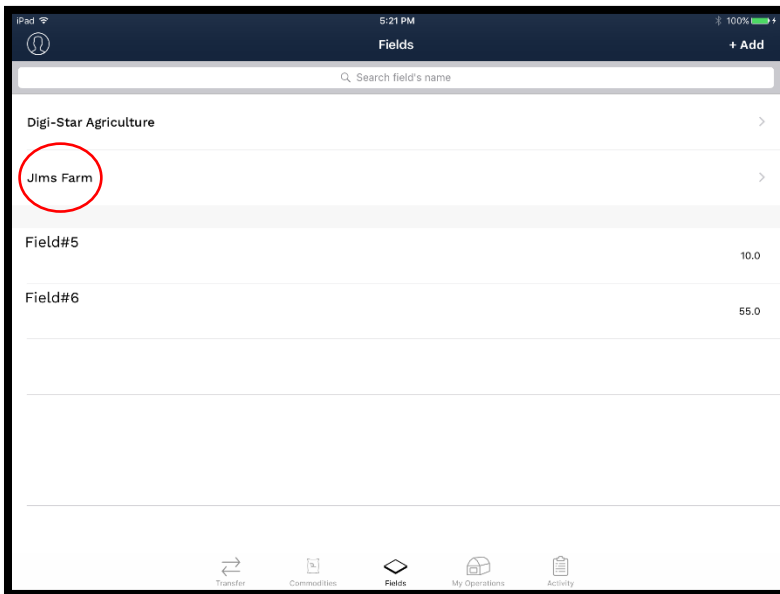 iPad 5:21 PM 100%
Fields + Add
Search field's name
Digi-Star Agriculture
JIms Farm
Field#5
10.0
Field#6
55.0
Transfer Commodities Fields My Operations Activity